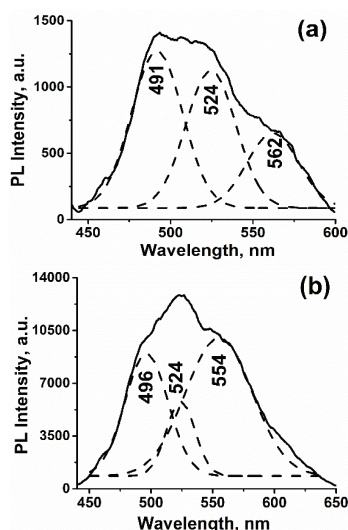 (a)
PL Intensity, a.u.
1500
1000
500
0
491
524
562
450 500 550 600
Wavelength, nm
(b)
PL Intensity, a.u.
14000
10500
7000
3500
0
496
524
554
450 500 550 600 650
Wavelength, nm